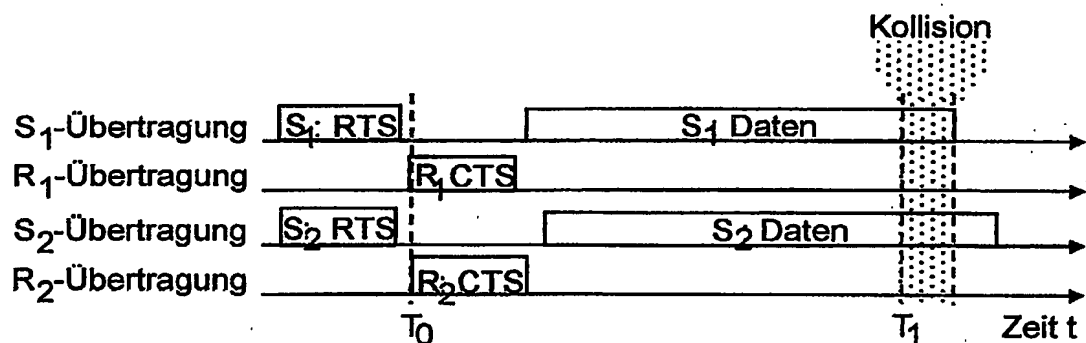 Kollision
S1-Übertragung S1: RTS S1 Daten
R1-Übertragung R1 CTS
S2-Übertragung S2 RTS S2 Daten
R2-Übertragung R2 CTS
T0 T1 Zeit t